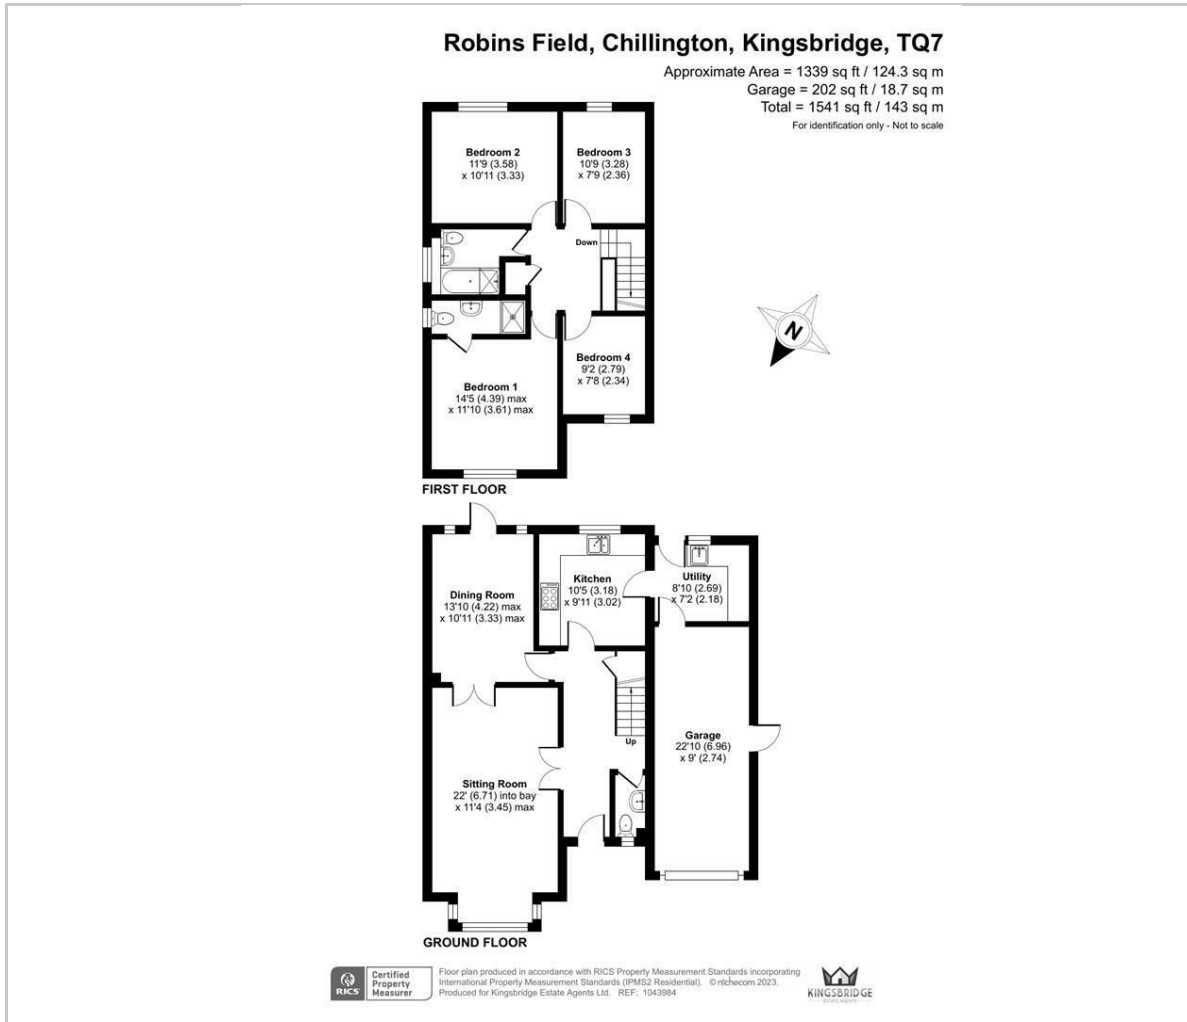 Robins Field, Chillington, Kingsbridge, TQ7
Approximate Area = 1339 sq ft / 124.3 sq m
Garage = 202 sq ft / 18.7 sq m
Total = 1541 sq ft / 143 sq m
For identification only - Not to scale
Bedroom 2
11'9 (3.58)
x 10'11 (3.33)
Bedroom 3
10'9 (3.28)
x 7'9 (2.36)
Down
N
Bedroom 4
9'2 (2.79)
x 7'8 (2.34)
Bedroom 1
14'5 (4.39) max
x 11'10 (3.61) max
FIRST FLOOR
Kitchen
10'5 (3.18)
x 9'11 (3.02)
Utility
8'10 (2.69)
x 7'2 (2.18)
Dining Room
13'10 (4.22) max
x 10'11 (3.33) max
Up
Garage
22'10 (6.96)
x 9' (2.74)
Sitting Room
22' (6.71) into bay
x 11'4 (3.45) max
GROUND FLOOR
RICS
Certified
Property
Measurer
Floor plan produced in accordance with RICS Property Measurement Standards incorporating
International Property Measurement Standards (IPMS2 Residential). © ntchecom 2023.
Produced for Kingsbridge Estate Agents Ltd. REF: 1043984
KINGSBRIDGE
ESTATE AGENTS